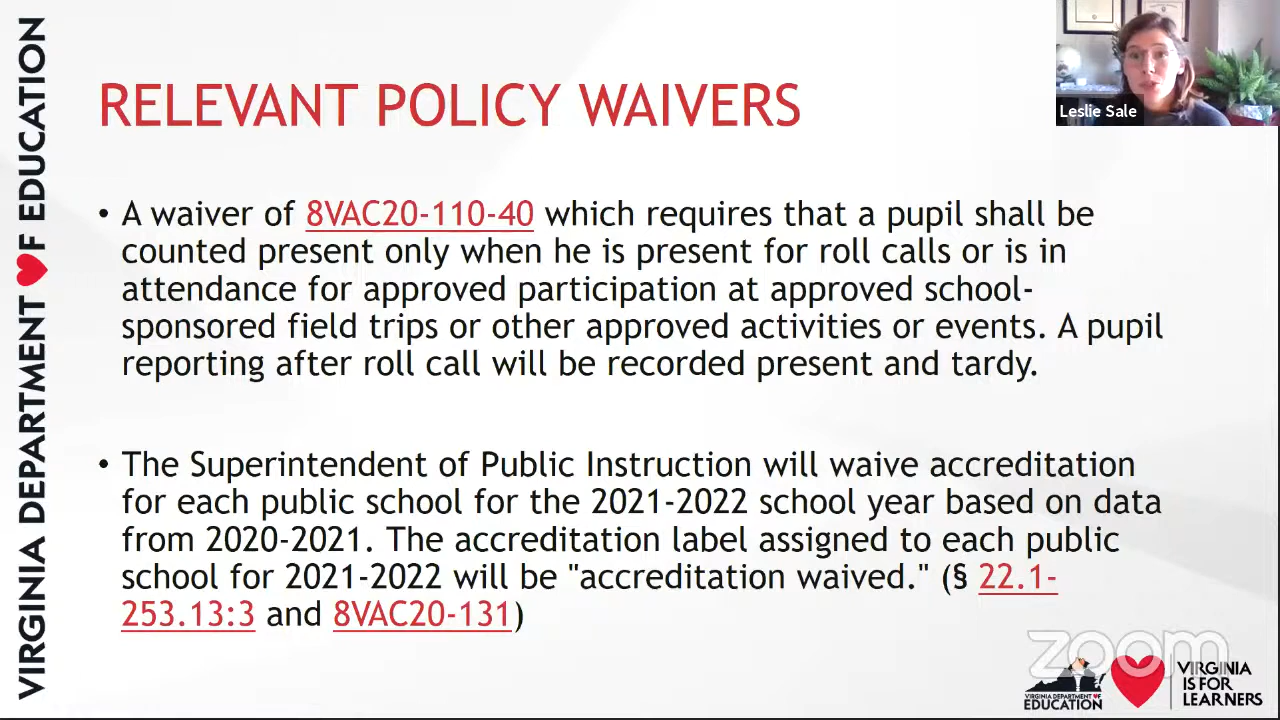 VIRGINIA DEPARTMENT OF EDUCATION
RELEVANT POLICY WAIVERS
Leslie Sale
• A waiver of 8VAC20-110-40 which requires that a pupil shall be
counted present only when he is present for roll calls or is in
attendance for approved participation at approved school-
sponsored field trips or other approved activities or events. A pupil
reporting after roll call will be recorded present and tardy.
• The Superintendent of Public Instruction will waive accreditation
for each public school for the 2021-2022 school year based on data
from 2020-2021. The accreditation label assigned to each public
school for 2021-2022 will be "accreditation waived." (§ 22.1-
253.13:3 and 8VAC20-131)
zoom
VIRGINIA DEPARTMENT OF
EDUCATION
VIRGINIA
IS FOR
LEARNERS